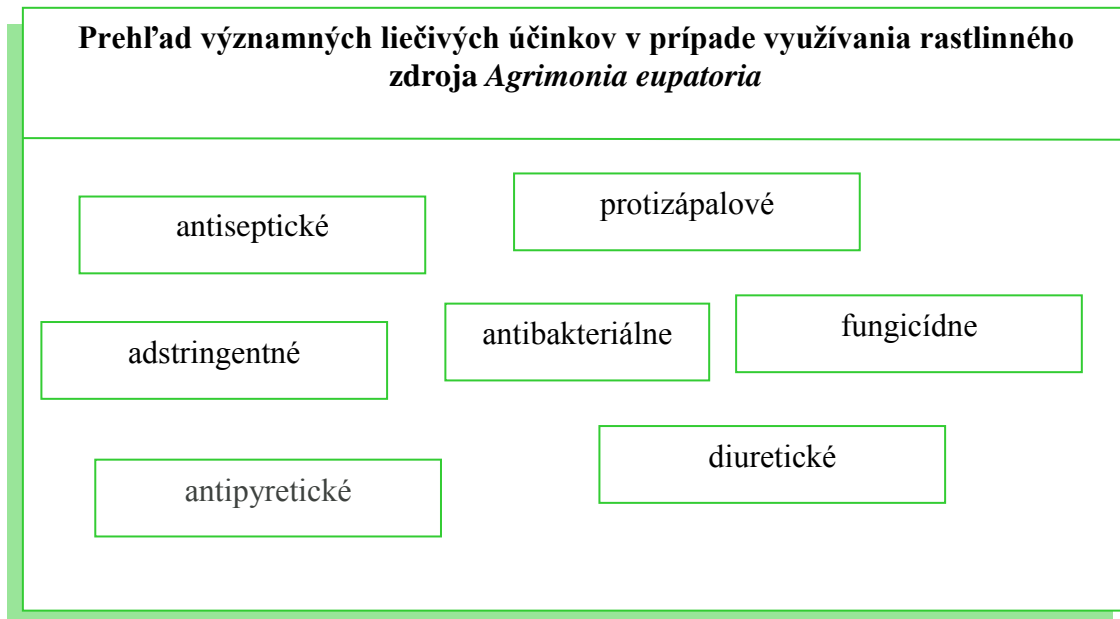 Prehľad významných liečivých účinkov v prípade využívania rastlinného
zdroja Agrimonia eupatoria
antiseptické
protizápalové
adstringentné
antibakteriálne
fungicídne
antipyretické
diuretické